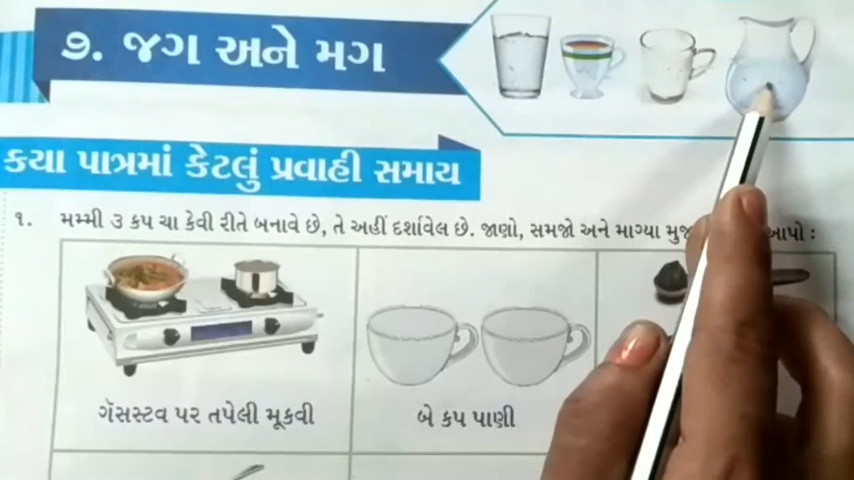 ૭. જગ અને મગ
કયા પાત્રમાં કેટલું પ્રવાહી સમાય
૧. મમ્મી ૩ કપ ચા કેવી રીતે બનાવે છે, તે અહીં દર્શાવેલ છે. જાણો, સમજો અને માગ્યા આપો :
ગૅસસ્ટવ પર તપેલી મૂકવી
બે કપ પાણી